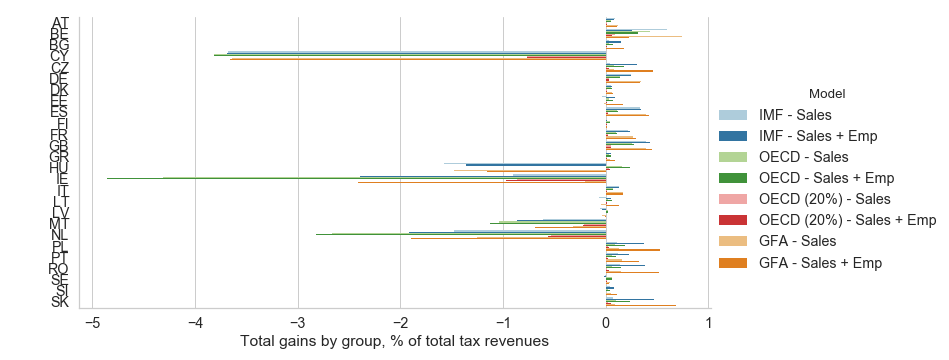 AT
BE
BG
CY
CZ
DE
DK
EE
ES
FI
FR
GB
GR
HU
IE
IT
LT
LV
MT
NL
PL
PT
RO
SE
SI
SK
−5 −4 −3 −2 −1 0 1
Total gains by group, % of total tax revenues
Model
IMF - Sales
IMF - Sales + Emp
OECD - Sales
OECD - Sales + Emp
OECD (20%) - Sales
OECD (20%) - Sales + Emp
GFA - Sales
GFA - Sales + Emp